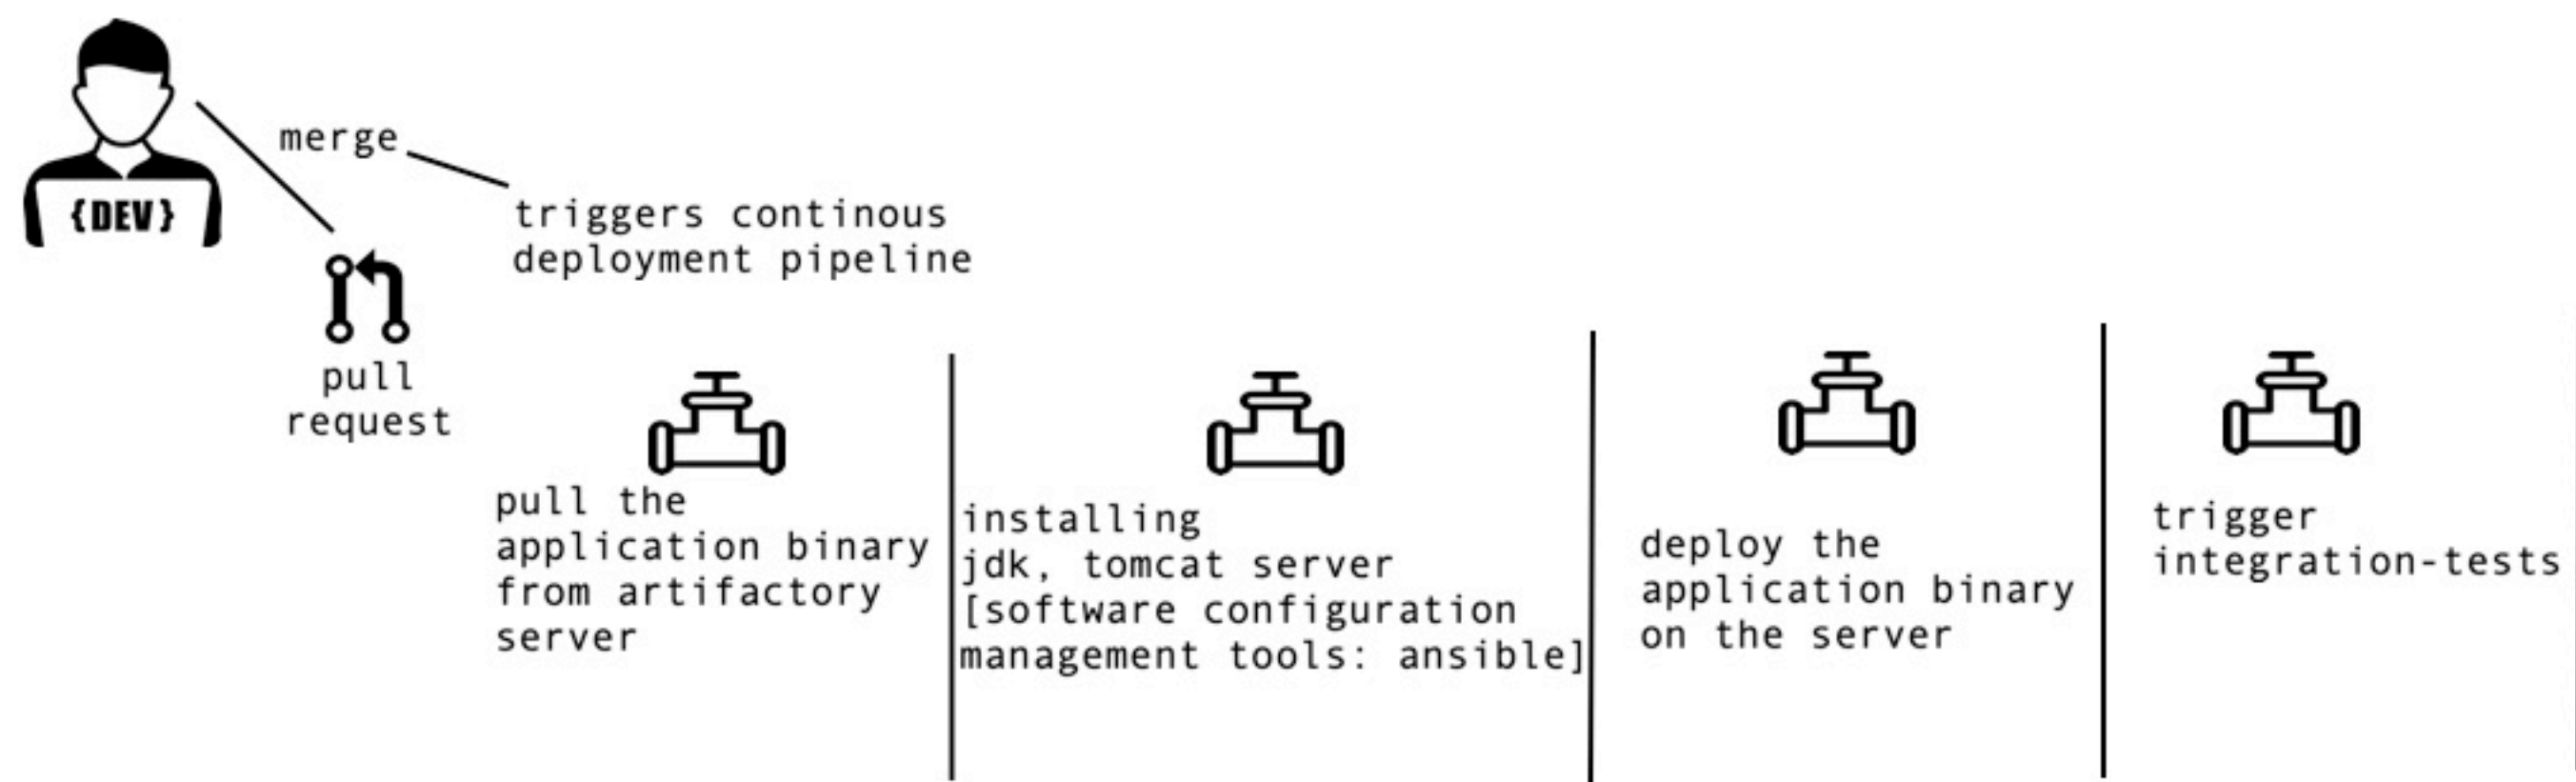 {DEV}
merge
triggers continous
deployment pipeline
pull
request
pull the
application binary
from artifactory
server
installing
jdk, tomcat server
[software configuration
management tools: ansible]
deploy the
application binary
on the server
trigger
integration-tests